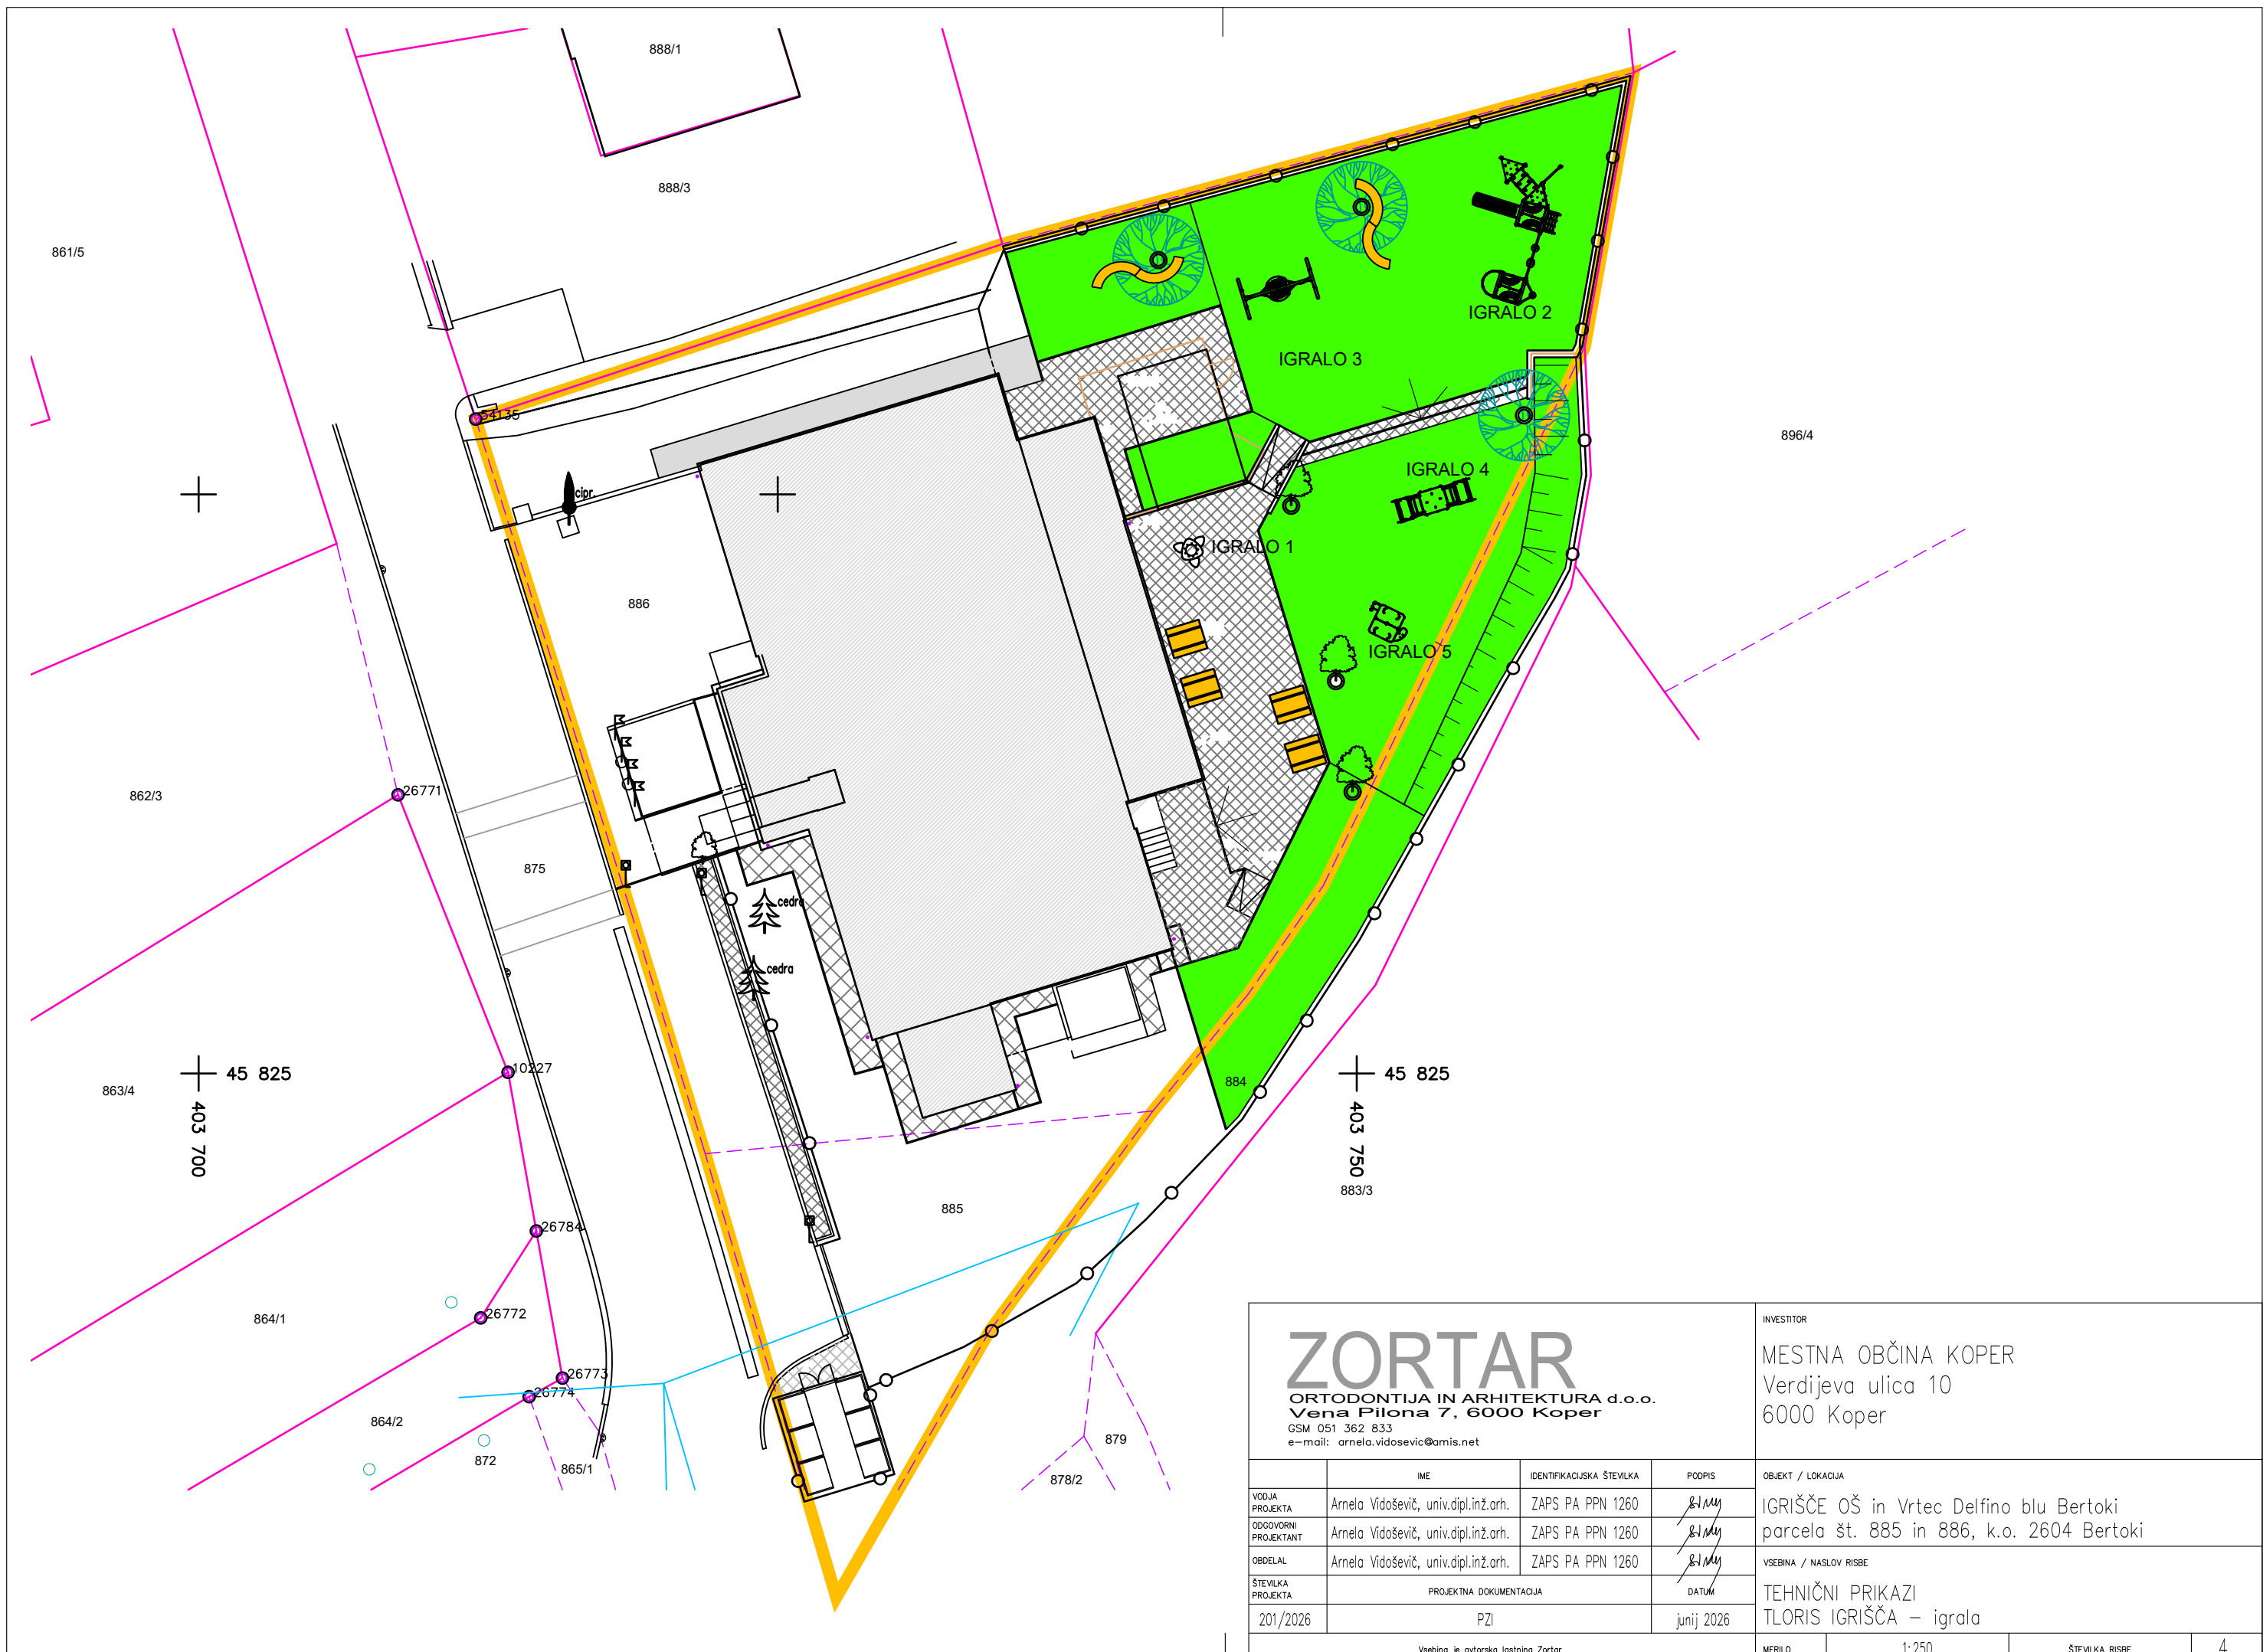 888/1
888/3
861/5
IGRALO 2
IGRALO 3
54135
896/4
IGRALO 4
cipr.
IGRALO 1
886
IGRALO 5
26771
862/3
875
cedra
cedra
10227
45 825
403 700
863/4
884
45 825
403 750
883/3
885
26784
26772
864/1
26773
26774
864/2
872
865/1
879
878/2
ZORTAR
ORTODONTIJA IN ARHITEKTURA d.o.o.
Vena Pilona 7, 6000 Koper
GSM 051 362 833
e-mail: arnela.vidosevic@amis.net
INVESTITOR
MESTNA OBČINA KOPER
Verdijeva ulica 10
6000 Koper
IME IDENTIFIKACIJSKA ŠTEVILKA PODPIS
VODJA PROJEKTA Arnela Vidoševič, univ.dipl.inž.arh. ZAPS PA PPN 1260
ODGOVORNI PROJEKTANT Arnela Vidoševič, univ.dipl.inž.arh. ZAPS PA PPN 1260
OBDELAL Arnela Vidoševič, univ.dipl.inž.arh. ZAPS PA PPN 1260
ŠTEVILKA PROJEKTA PROJEKTNA DOKUMENTACIJA DATUM
201/2026 PZI junij 2026
OBJEKT / LOKACIJA
IGRIŠČE OŠ in Vrtec Delfino blu Bertoki
parcela št. 885 in 886, k.o. 2604 Bertoki
VSEBINA / NASLOV RISBE
TEHNIČNI PRIKAZI
TLORIS IGRIŠČA – igrala
Vsebina je avtorska lastnina Zortar
MERILO 1:250 ŠTEVILKA RISBE 4